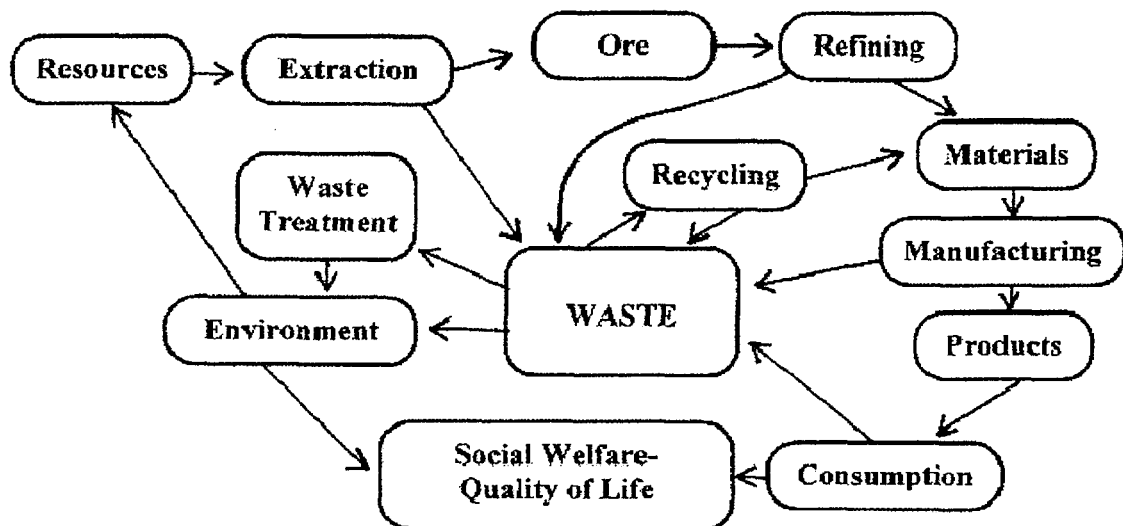 Resources
Extraction
Ore
Refining
Waste
Treatment
Recycling
Materials
Manufacturing
Environment
WASTE
Products
Social Welfare-
Quality of Life
Consumption